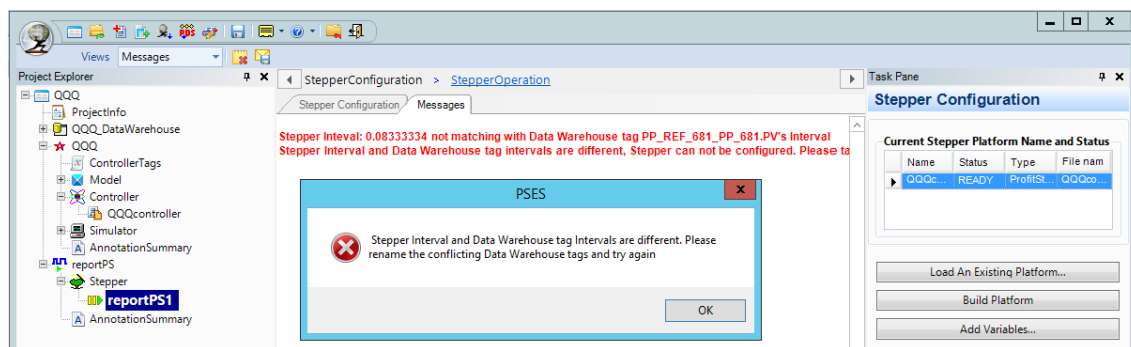 PDS
Views Messages
Project Explorer
QQQ
ProjectInfo
QQQ_DataWarehouse
QQQ
ControllerTags
Model
Controller
QQQcontroller
Simulator
AnnotationSummary
reportPS
Stepper
reportPS1
AnnotationSummary
StepperConfiguration > StepperOperation
Stepper Configuration Messages
Stepper Inteval: 0.08333334 not matching with Data Warehouse tag PP_REF_681_PP_681.PV's Interval
Stepper Interval and Data Warehouse tag intervals are different, Stepper can not be configured. Please ta
PSES
Stepper Interval and Data Warehouse tag Intervals are different. Please
rename the conflicting Data Warehouse tags and try again
OK
Task Pane
Stepper Configuration
Current Stepper Platform Name and Status
Name Status Type File nam
QQQc... READY ProfitSt... QQQco...
Load An Existing Platform...
Build Platform
Add Variables...